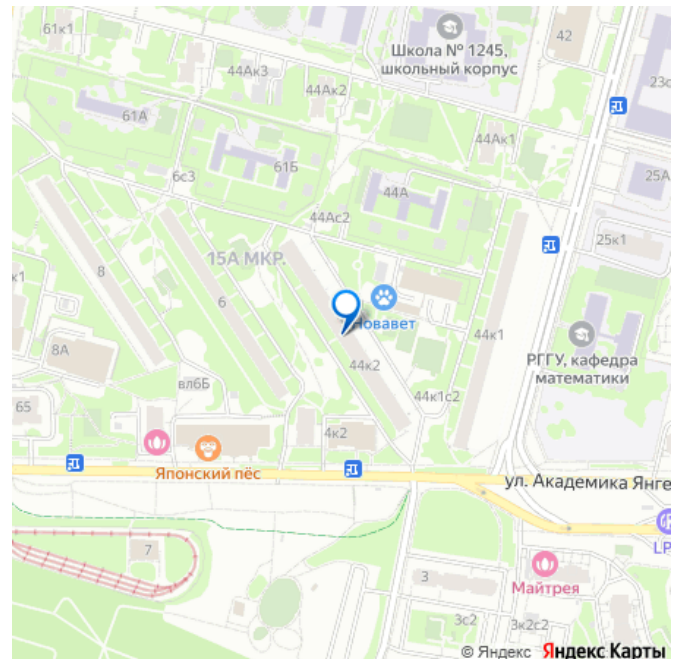 61к1
42
Школа № 1245,
школьный корпус
44Ак3
44Ак2
23с
61А
44Ак1
61Б
6с3
44А
25А
44Ас2
25к1
15А МКР.
8
6
к1
Новавет
44к1
РГГУ, кафедра
математики
8А
44к2
вл6Б
44к1с2
65
4к2
Японский пёс
ул. Академика Янге
7
LP
3
Майтрея
3с2
3к2с2
© Яндекс Яндекс Карты